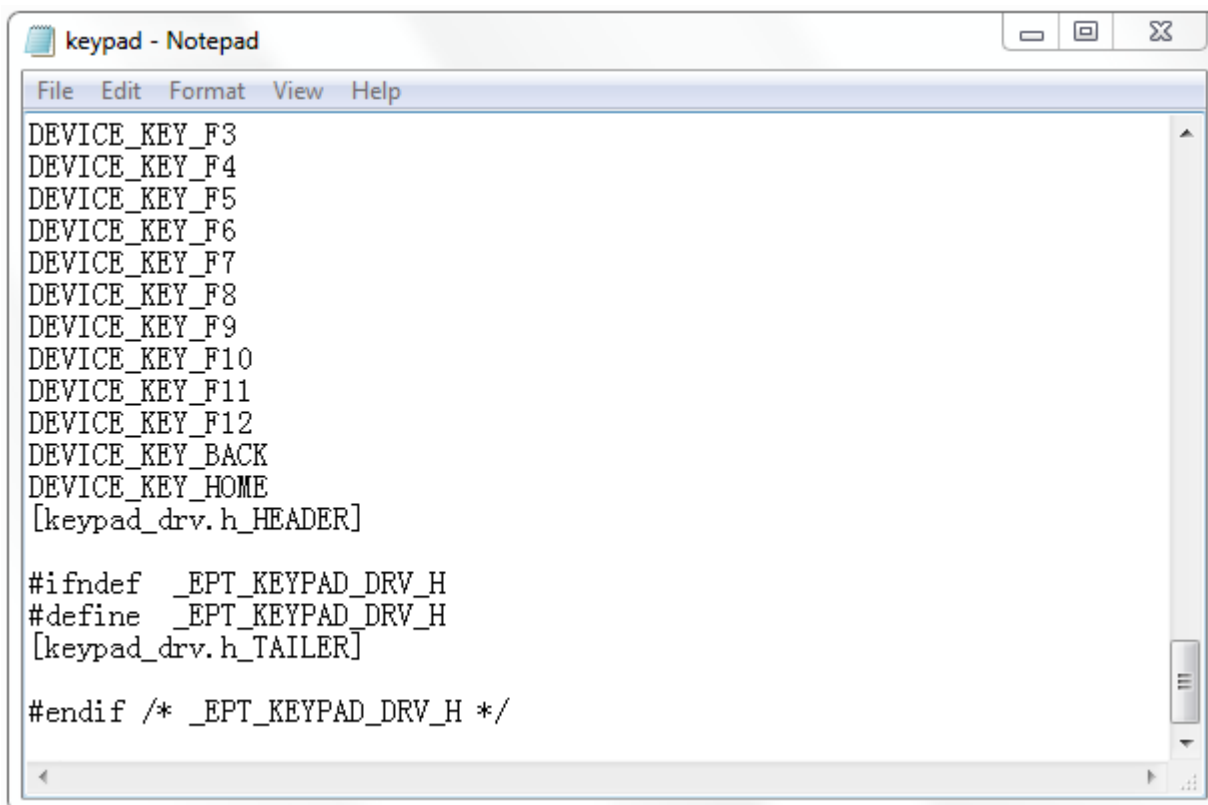 keypad - Notepad
File Edit Format View Help
DEVICE_KEY_F3
DEVICE_KEY_F4
DEVICE_KEY_F5
DEVICE_KEY_F6
DEVICE_KEY_F7
DEVICE_KEY_F8
DEVICE_KEY_F9
DEVICE_KEY_F10
DEVICE_KEY_F11
DEVICE_KEY_F12
DEVICE_KEY_BACK
DEVICE_KEY_HOME
[keypad_drv.h_HEADER]

#ifndef  _EPT_KEYPAD_DRV_H
#define  _EPT_KEYPAD_DRV_H
[keypad_drv.h_TAILER]

#endif /* _EPT_KEYPAD_DRV_H */